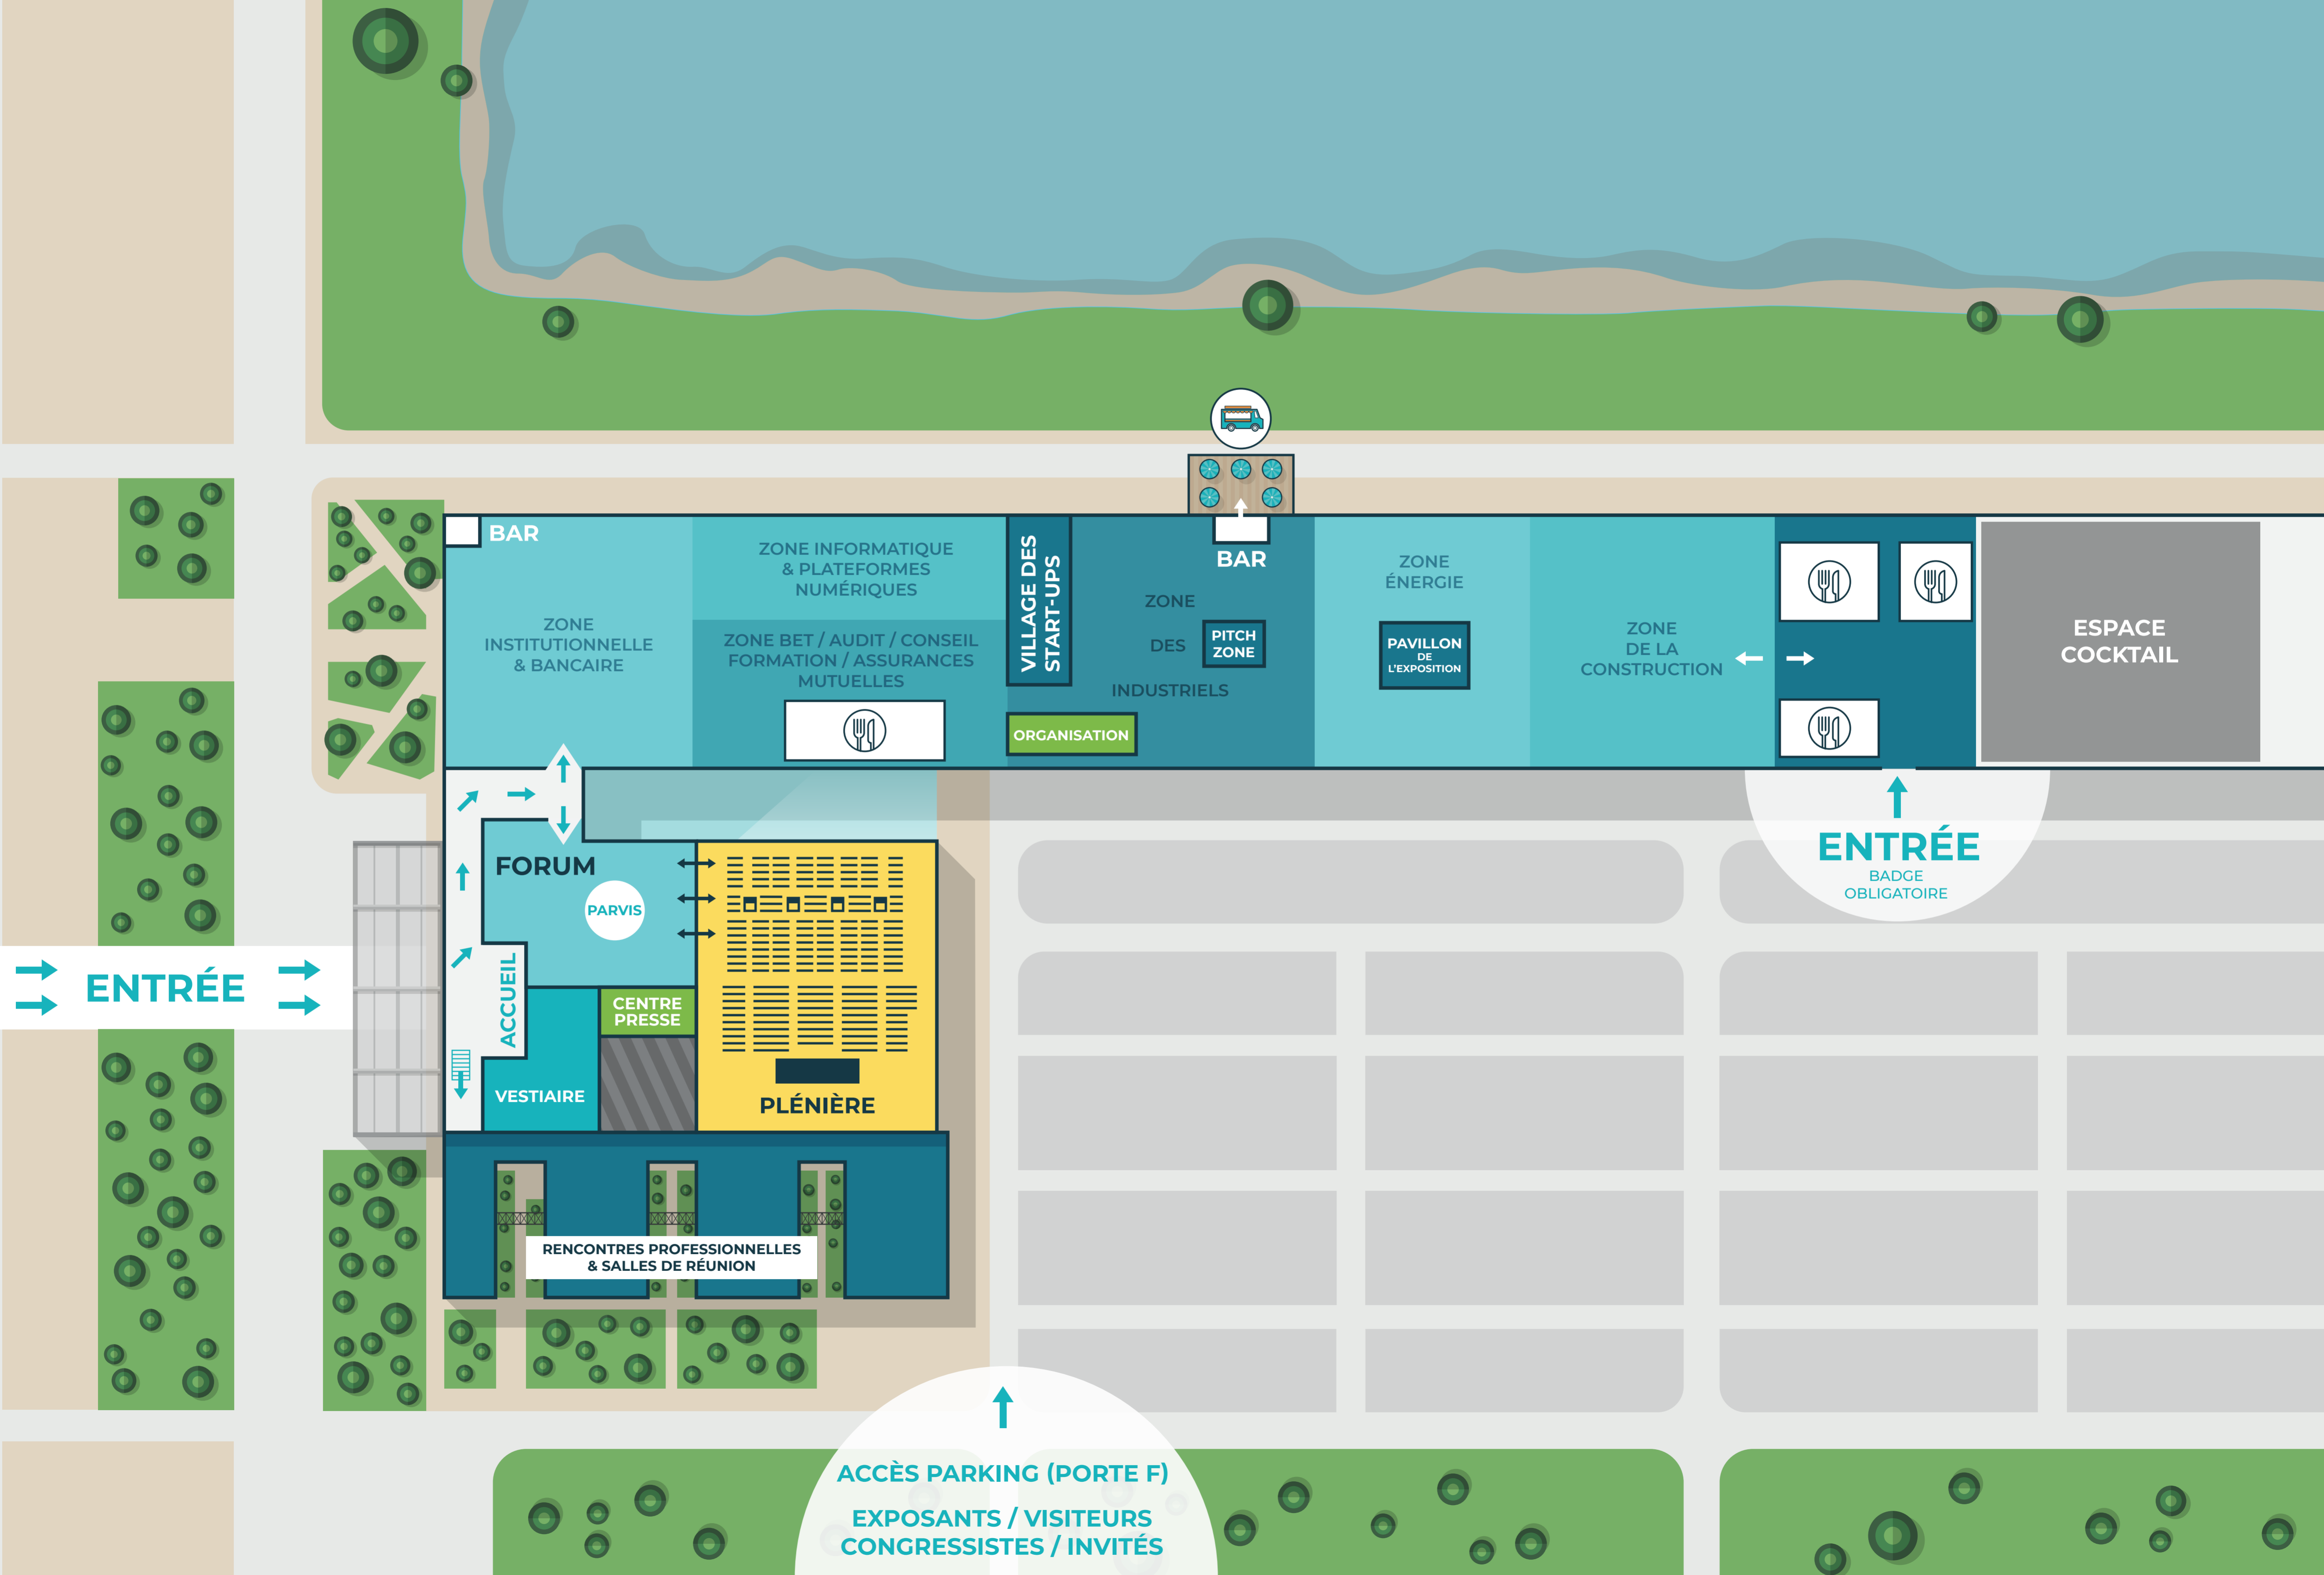 BAR
ZONE
INSTITUTIONNELLE
& BANCAIRE
ZONE INFORMATIQUE
& PLATEFORMES
NUMÉRIQUES
ZONE BET / AUDIT / CONSEIL
FORMATION / ASSURANCES
MUTUELLES
VILLAGE DES
START-UPS
BAR
ZONE
DES
INDUSTRIELS
PITCH
ZONE
ORGANISATION
ZONE
ÉNERGIE
PAVILLON
DE
L'EXPOSITION
ZONE
DE LA
CONSTRUCTION
ESPACE
COCKTAIL
ENTRÉE
BADGE
OBLIGATOIRE
FORUM
PARVIS
ENTRÉE
ACCUEIL
CENTRE
PRESSE
VESTIAIRE
PLÉNIÈRE
RENCONTRES PROFESSIONNELLES
& SALLES DE RÉUNION
ACCÈS PARKING (PORTE F)
EXPOSANTS / VISITEURS
CONGRESSISTES / INVITÉS